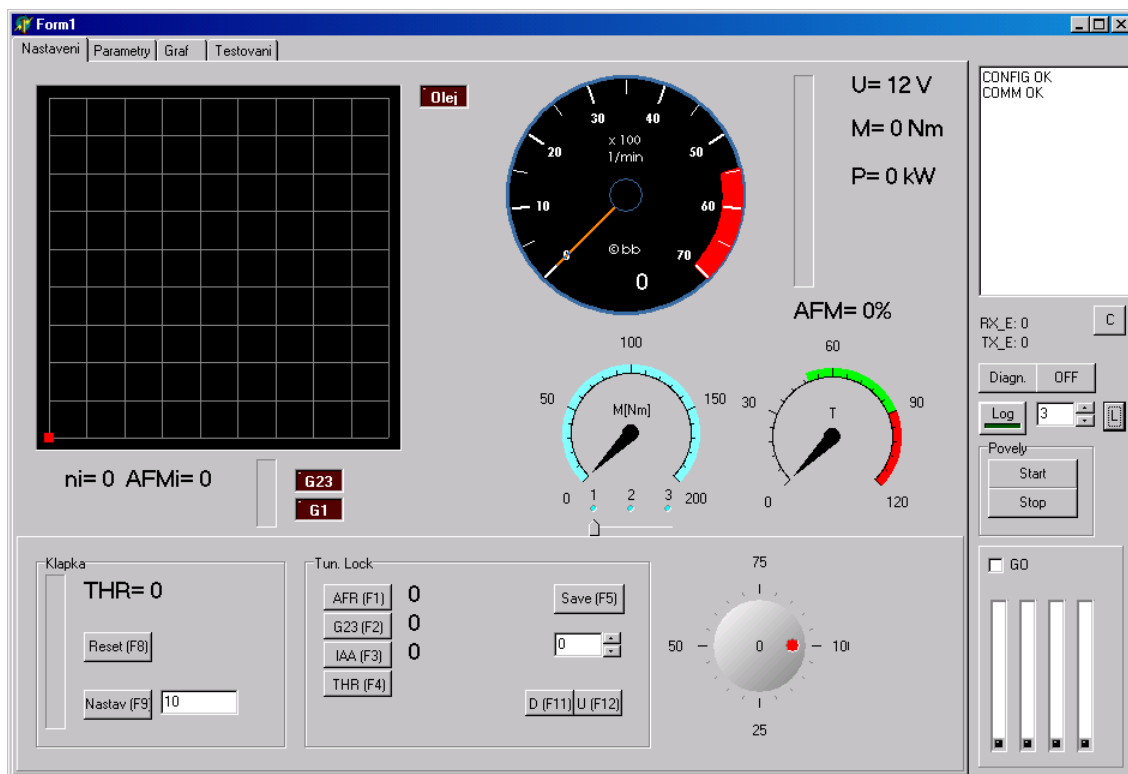 Form1
Nastaveni Parametry Graf Testovani
Olej
30 40
20 50
10 60
0 70
x 100
1/min
©bb
0
U= 12 V
M= 0 Nm
P= 0 kW
AFM= 0%
CONFIG OK
COMM OK
RX_E: 0
TX_E: 0
C
Diagn. OFF
Log 3 L
Povely
Start
Stop
GO
100
50 150
M[Nm]
0 200
1 2 3
60
30 90
T
0 120
ni= 0 AFMi= 0
G23
G1
Klapka
THR= 0
Reset (F8)
Nastav (F9) 10
Tun. Lock
AFR (F1) 0
G23 (F2) 0
IAA (F3) 0
THR (F4)
Save (F5)
0
D (F11) U (F12)
75
50 0 10
25